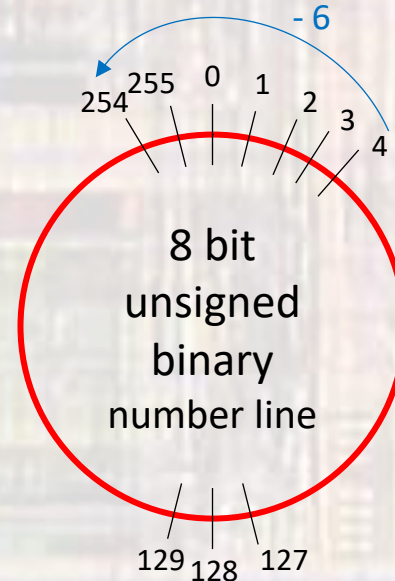 - 6
254 255 0 1 2 3 4
8 bit
unsigned
binary
number line
129 128 127